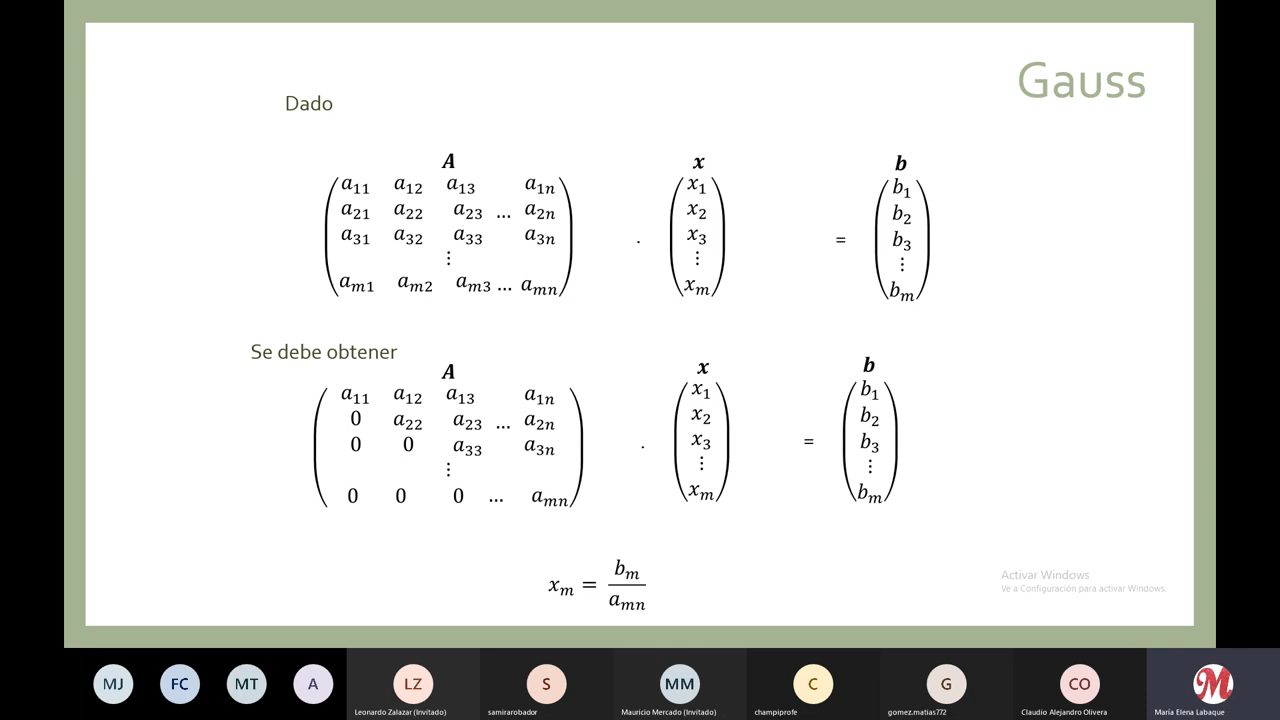 Gauss
Dado
A x b
a11 a12 a13 a1n x1 b1
a21 a22 a23 ... a2n x2 b2
a31 a32 a33 a3n . x3 = b3
⋮ ⋮ ⋮
am1 am2 am3 ... amn xm bm
Se debe obtener
A x b
a11 a12 a13 a1n x1 b1
0 a22 a23 ... a2n x2 b2
0 0 a33 a3n . x3 = b3
⋮ ⋮ ⋮
0 0 0 ... amn xm bm
xm = bm / amn
Activar Windows
Ve a Configuración para activar Windows.
MJ FC MT A LZ S MM C G CO M
Leonardo Zalazar (Invitado) samirarobador Mauricio Mercado (Invitado) champiprofe gomez.matias772 Claudio Alejandro Olivera María Elena Labaque